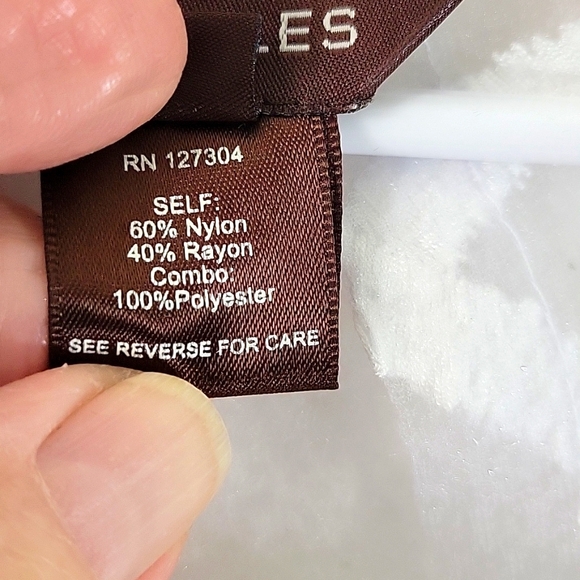 LES
RN 127304
SELF:
60% Nylon
40% Rayon
Combo:
100%Polyester
SEE REVERSE FOR CARE